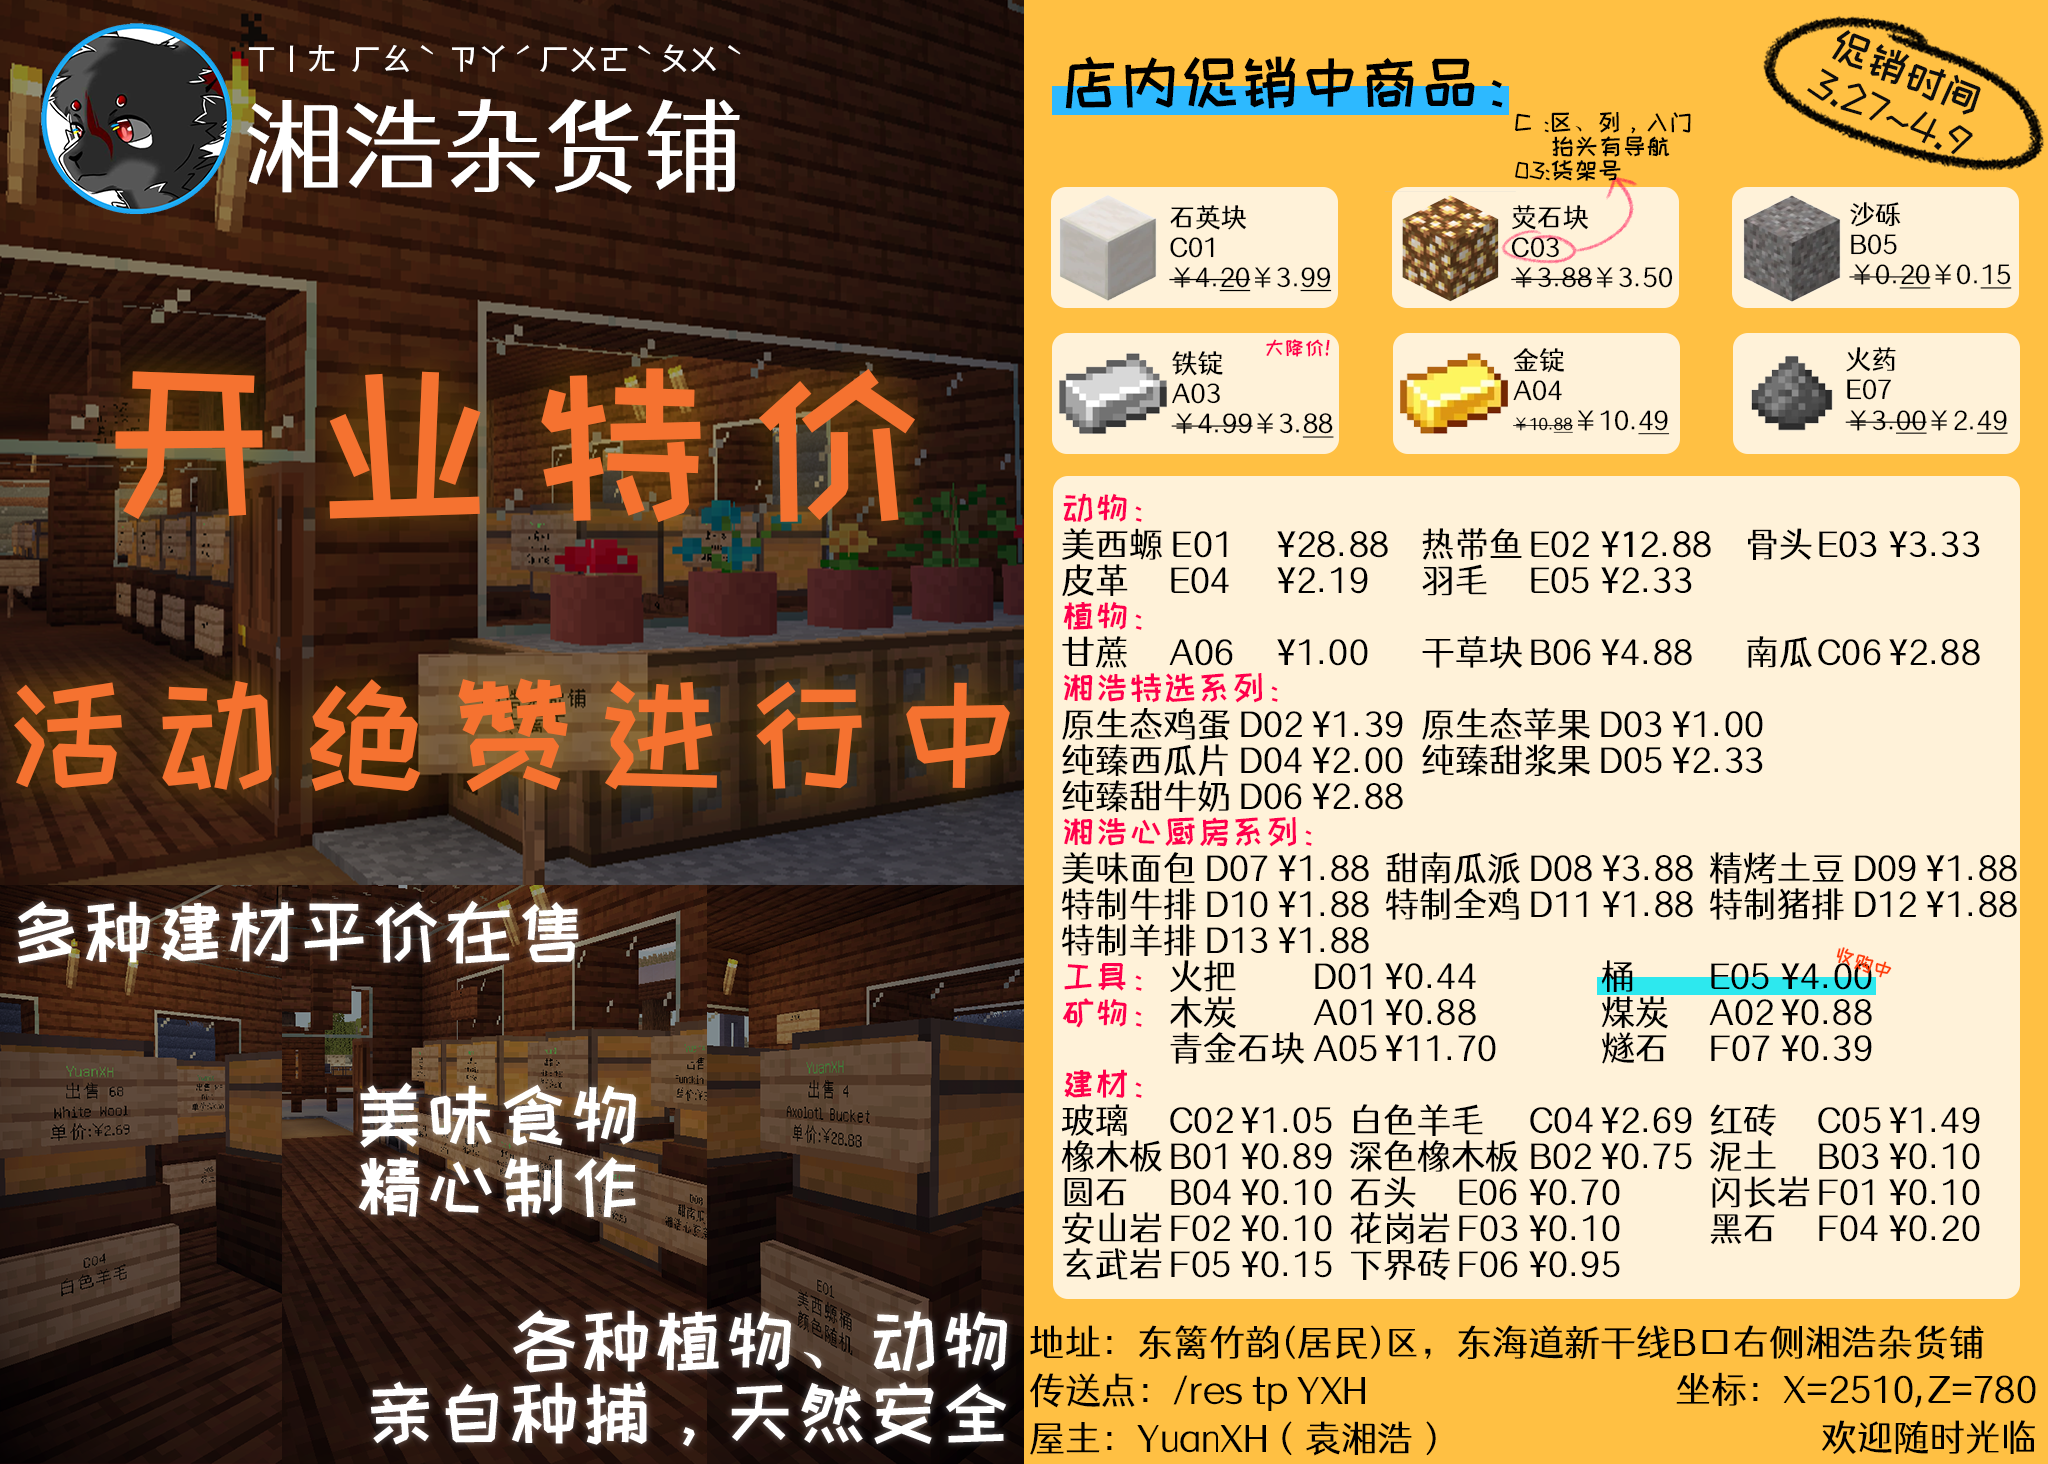 ㄒㄧㄤ ㄏㄠˋ ㄗㄚˊ ㄏㄨㄛˋ ㄆㄨˋ
湘浩杂货铺
开业特价
活动绝赞进行中
多种建材平价在售
YuanXH
出售 68
White Wool
单价:¥2.69
C04
白色羊毛
美味食物
精心制作
YuanXH
出售 4
Axolotl Bucket
单价:¥28.88
E01
美西螈桶
颜色随机
各种植物、动物
亲自种捕，天然安全
店内促销中商品：
促销时间
3.27~4.9
C:区、列，入门
抬头有导航
03:货架号
石英块
C01
¥4.20¥3.99
荧石块
C03
¥3.88¥3.50
沙砾
B05
¥0.20¥0.15
大降价!
铁锭
A03
¥4.99¥3.88
金锭
A04
¥10.88¥10.49
火药
E07
¥3.00¥2.49
动物：
美西螈 E01 ¥28.88 热带鱼 E02 ¥12.88 骨头 E03 ¥3.33
皮革 E04 ¥2.19 羽毛 E05 ¥2.33
植物：
甘蔗 A06 ¥1.00 干草块 B06 ¥4.88 南瓜 C06 ¥2.88
湘浩特选系列：
原生态鸡蛋 D02 ¥1.39 原生态苹果 D03 ¥1.00
纯臻西瓜片 D04 ¥2.00 纯臻甜浆果 D05 ¥2.33
纯臻甜牛奶 D06 ¥2.88
湘浩心厨房系列：
美味面包 D07 ¥1.88 甜南瓜派 D08 ¥3.88 精烤土豆 D09 ¥1.88
特制牛排 D10 ¥1.88 特制全鸡 D11 ¥1.88 特制猪排 D12 ¥1.88
特制羊排 D13 ¥1.88
收购中
工具： 火把 D01 ¥0.44 桶 E05 ¥4.00
矿物： 木炭 A01 ¥0.88 煤炭 A02 ¥0.88
青金石块 A05 ¥11.70 燧石 F07 ¥0.39
建材：
玻璃 C02 ¥1.05 白色羊毛 C04 ¥2.69 红砖 C05 ¥1.49
橡木板 B01 ¥0.89 深色橡木板 B02 ¥0.75 泥土 B03 ¥0.10
圆石 B04 ¥0.10 石头 E06 ¥0.70 闪长岩 F01 ¥0.10
安山岩 F02 ¥0.10 花岗岩 F03 ¥0.10 黑石 F04 ¥0.20
玄武岩 F05 ¥0.15 下界砖 F06 ¥0.95
地址：东篱竹韵(居民)区，东海道新干线B口右侧湘浩杂货铺
传送点：/res tp YXH 坐标：X=2510,Z=780
屋主：YuanXH（袁湘浩） 欢迎随时光临